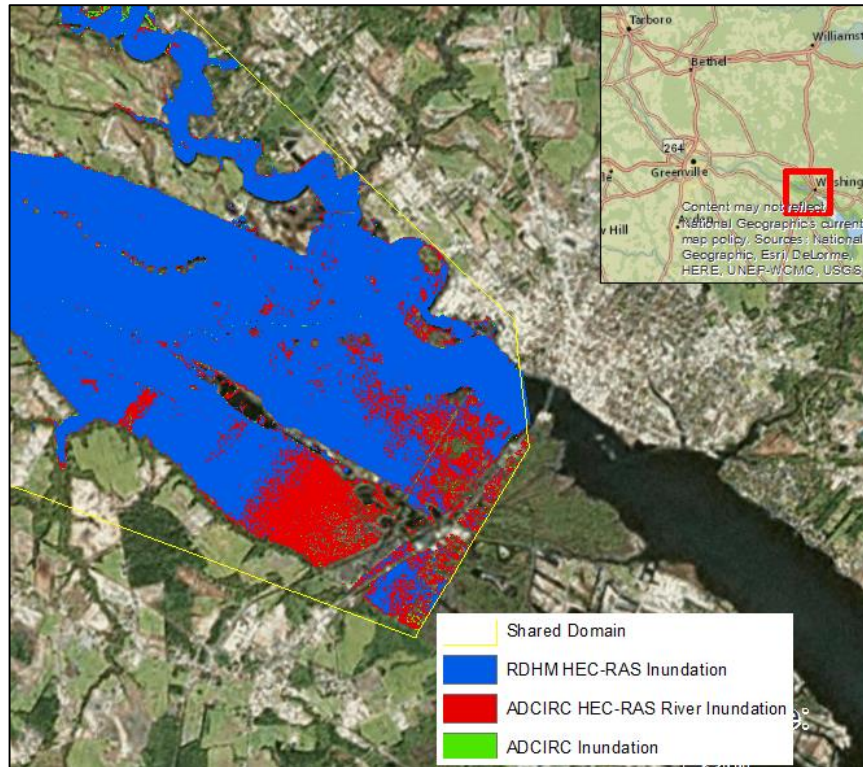 Tarboro
Williamst
Bethel
264
Greenville
Washing
le
Ayden
w Hill
Content may not reflect
National Geographic's current
map policy. Sources: National
Geographic, Esri, DeLorme,
HERE, UNEP-WCMC, USGS
Shared Domain
RDHM HEC-RAS Inundation
ADCIRC HEC-RAS River Inundation
ADCIRC Inundation